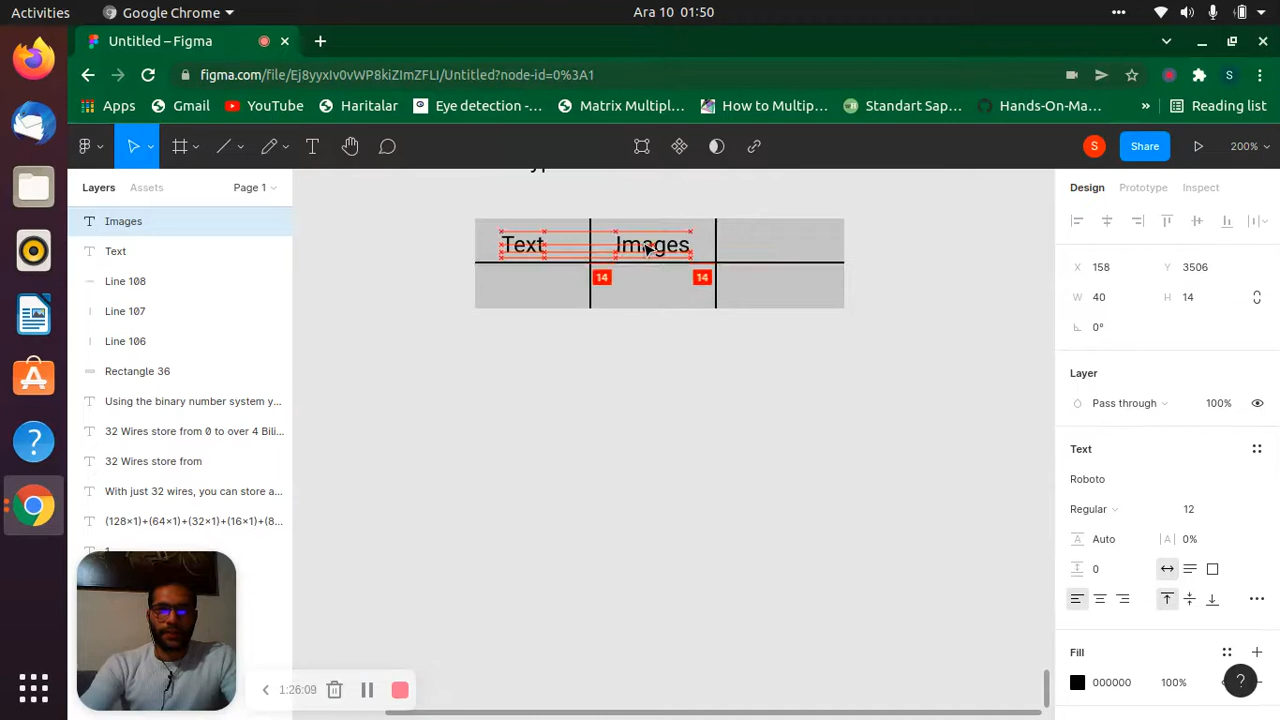 Activities
Google Chrome
Ara 10 01:50
Untitled – Figma
figma.com/file/Ej8yyxIv0vWP8kiZImZFLI/Untitled?node-id=0%3A1
S
Apps
Gmail
YouTube
Haritalar
Eye detection -...
Matrix Multipl...
How to Multip...
Standart Sap...
Hands-On-Ma...
»
Reading list
S
Share
200%
Layers
Assets
Page 1
Design
Prototype
Inspect
Images
Text
Line 108
Line 107
Line 106
Rectangle 36
Using the binary number system y...
32 Wires store from 0 to over 4 Bili...
32 Wires store from
With just 32 wires, you can store a...
(128×1)+(64×1)+(32×1)+(16×1)+(8...
Text
Images
14
14
X 158
Y 3506
W 40
H 14
0°
Layer
Pass through
100%
Text
Roboto
Regular
12
Auto
0%
0
Fill
000000
100%
?
1:26:09